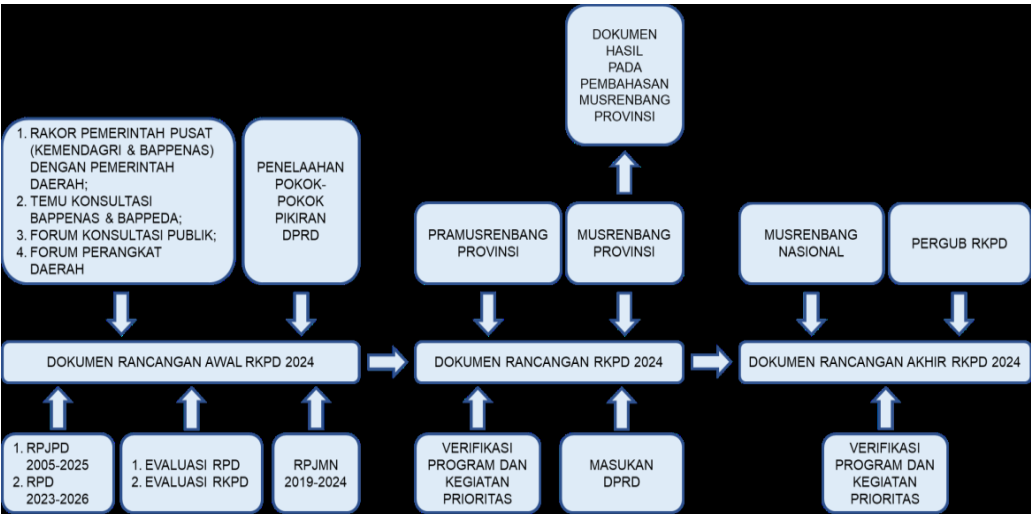 DOKUMEN
HASIL
PADA
PEMBAHASAN
MUSRENBANG
PROVINSI
1. RAKOR PEMERINTAH PUSAT
(KEMENDAGRI & BAPPENAS)
DENGAN PEMERINTAH
DAERAH;
2. TEMU KONSULTASI
BAPPENAS & BAPPEDA;
3. FORUM KONSULTASI PUBLIK;
4. FORUM PERANGKAT
DAERAH
PENELAAHAN
POKOK-
POKOK
PIKIRAN
DPRD
PRAMUSRENBANG
PROVINSI
MUSRENBANG
PROVINSI
MUSRENBANG
NASIONAL
PERGUB RKPD
DOKUMEN RANCANGAN AWAL RKPD 2024
DOKUMEN RANCANGAN RKPD 2024
DOKUMEN RANCANGAN AKHIR RKPD 2024
1. RPJPD
2005-2025
2. RPD
2023-2026
1. EVALUASI RPD
2. EVALUASI RKPD
RPJMN
2019-2024
VERIFIKASI
PROGRAM DAN
KEGIATAN
PRIORITAS
MASUKAN
DPRD
VERIFIKASI
PROGRAM DAN
KEGIATAN
PRIORITAS